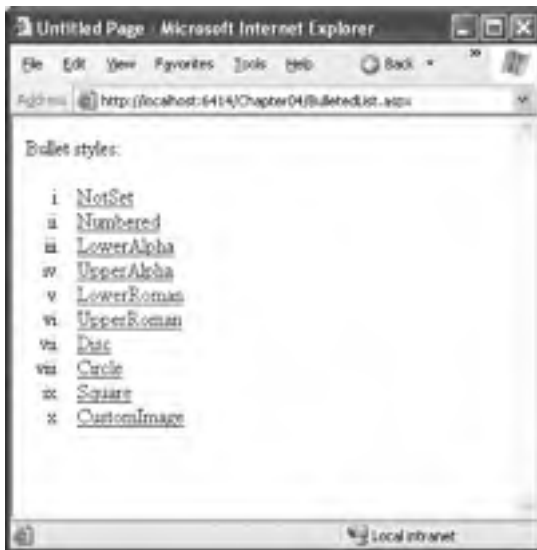 Untitled Page - Microsoft Internet Explorer
File Edit View Favorites Tools Help Back »
Address http://localhost:6414/Chapter04/BulletedList.aspx
Bullet styles:
i. NotSet
ii. Numbered
iii. LowerAlpha
iv. UpperAlpha
v. LowerRoman
vi. UpperRoman
vii. Disc
viii. Circle
ix. Square
x. CustomImage
Local intranet